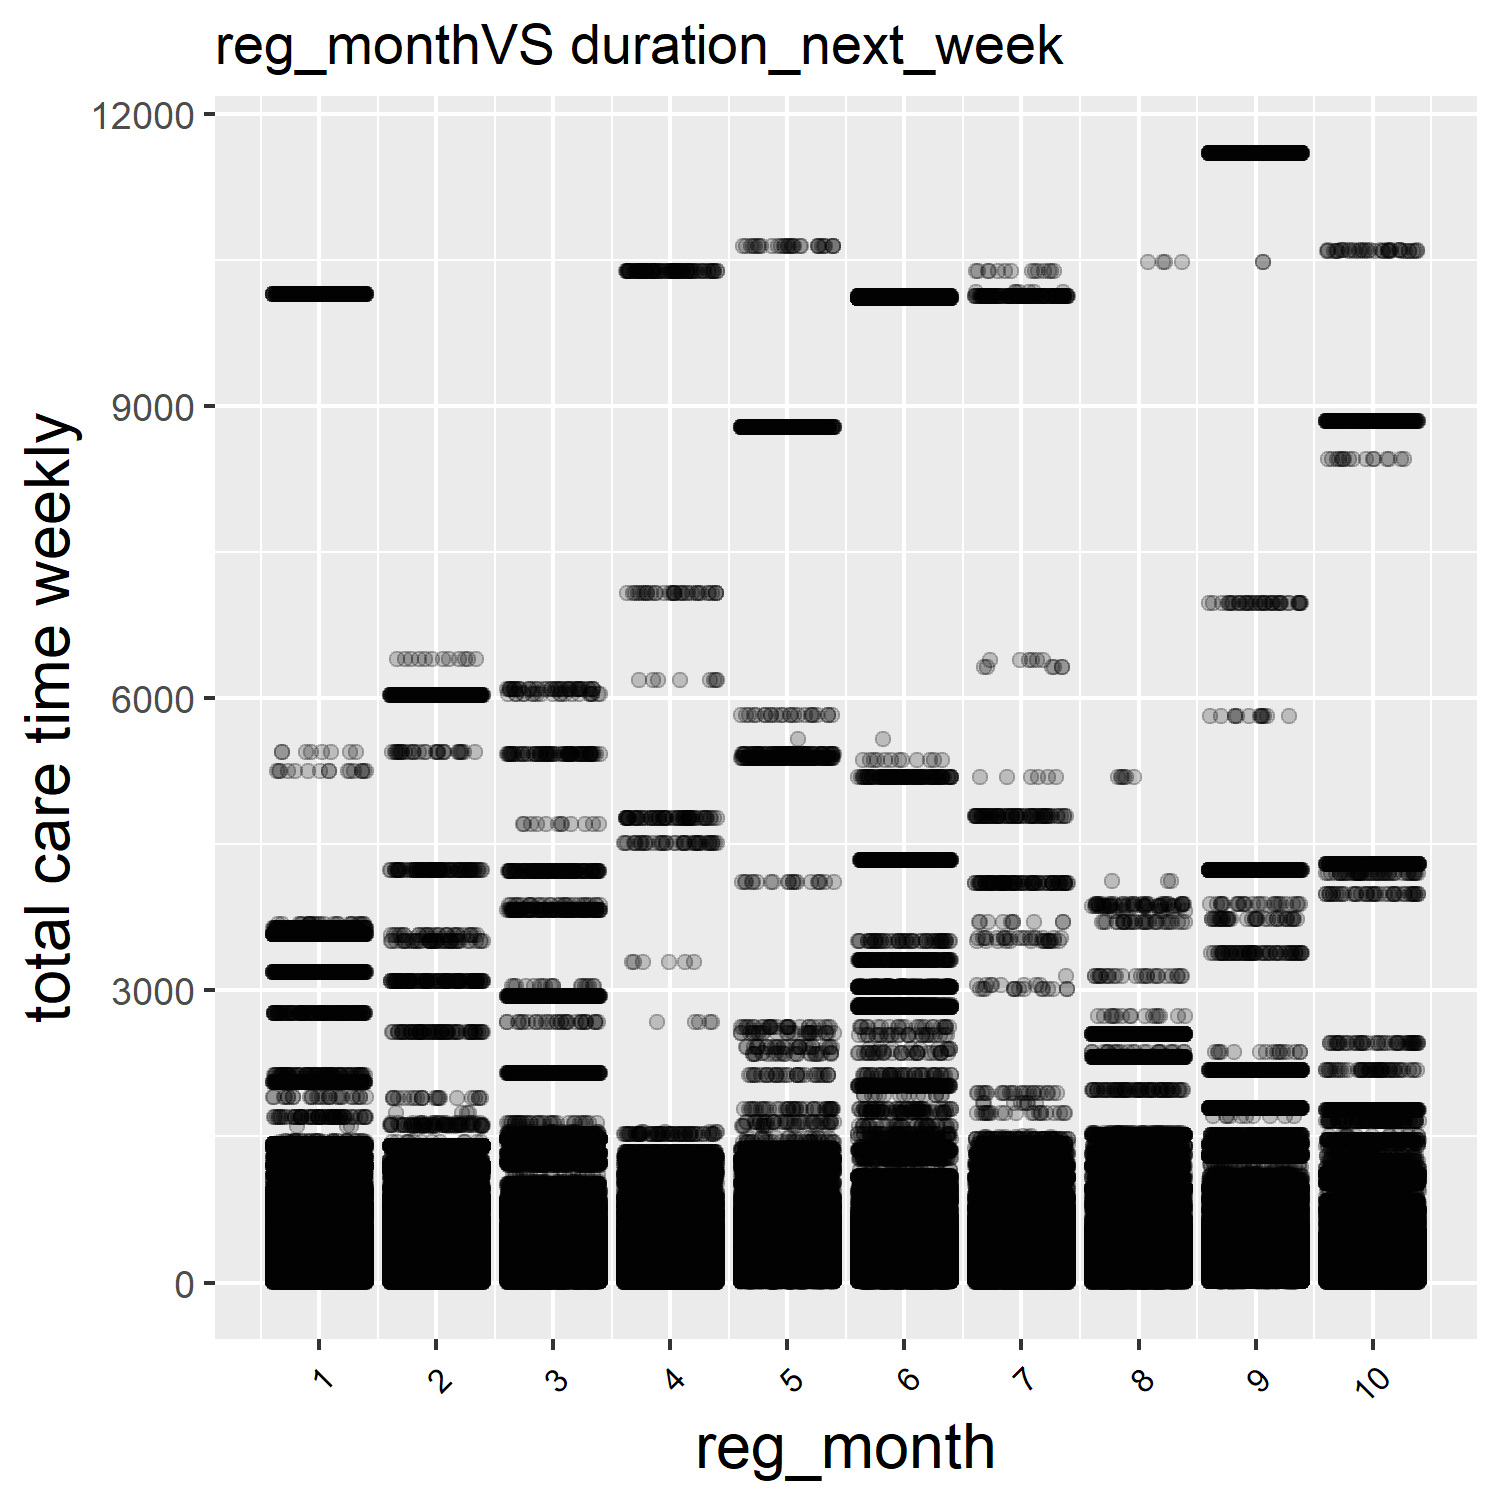 reg_monthVS duration_next_week
12000
9000
6000
3000
0
total care time weekly
1 2 3 4 5 6 7 8 9 10
reg_month